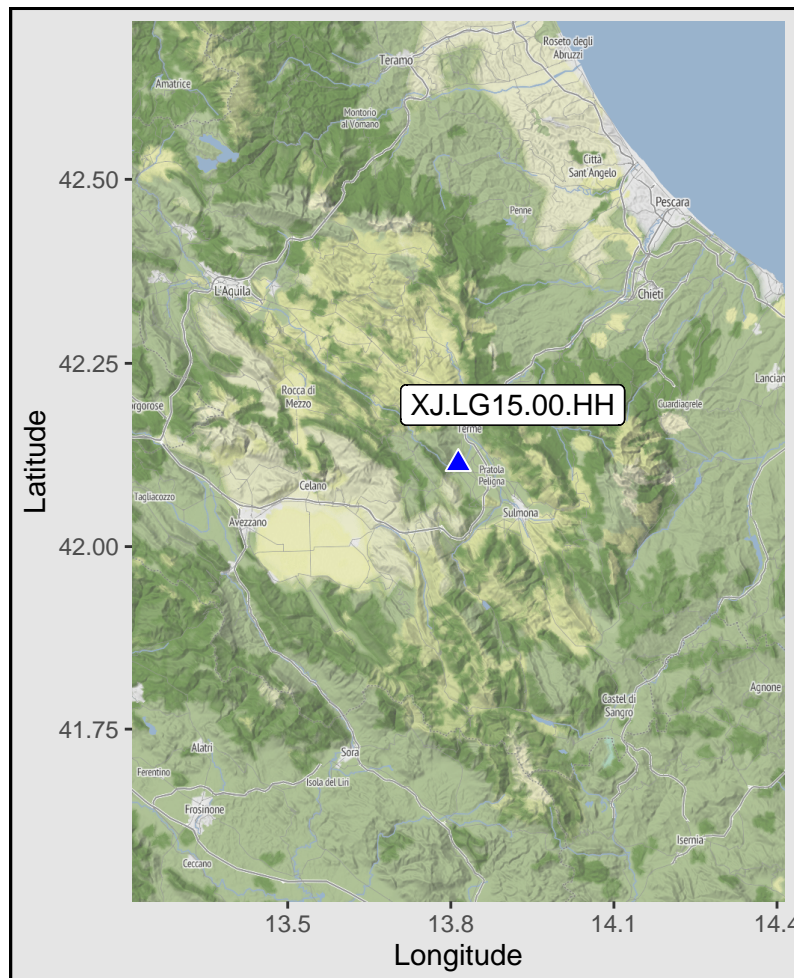 Roseto degli
Abruzzi
Teramo
Amatrice
Montorio
al Vomano
42.50
Città
Sant'Angelo
Penne
Pescara
L'Aquila
Chieti
42.25
Rocca di
Mezzo
XJ.LG15.00.HH
Lancian
Guardiagrele
orgorose
Terme
Latitude
Pratola
Peligna
Celano
Tagliacozzo
Avezzano
Sulmona
42.00
Castel di
Sangro
Agnone
41.75
Alatri
Sora
Ferentino
Isola del Liri
Frosinone
Isernia
Ceccano
13.5
13.8
14.1
14.4
Longitude